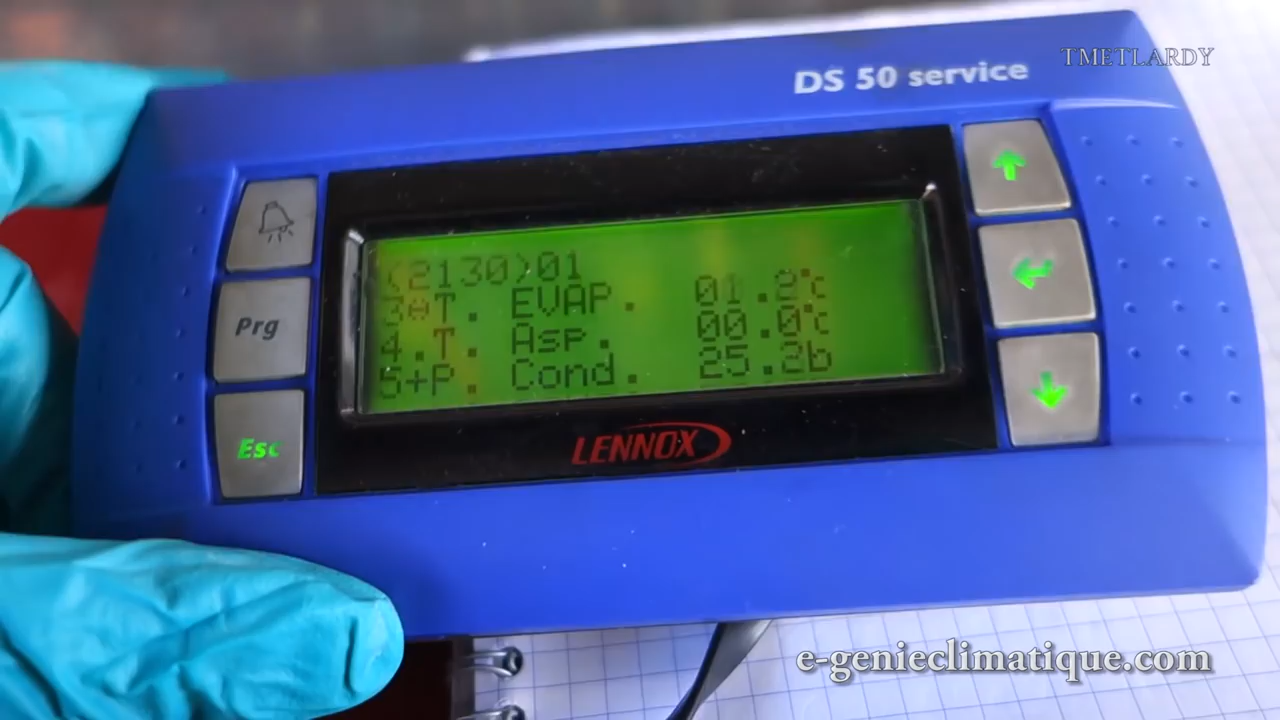 TMETLARDY
DS 50 service
(2130)01
3⊖T. EVAP. 01.2°c
4.T. Asp. 00.0°c
5+P. Cond. 25.2b
Prg
Esc
LENNOX
e-genieclimatique.com